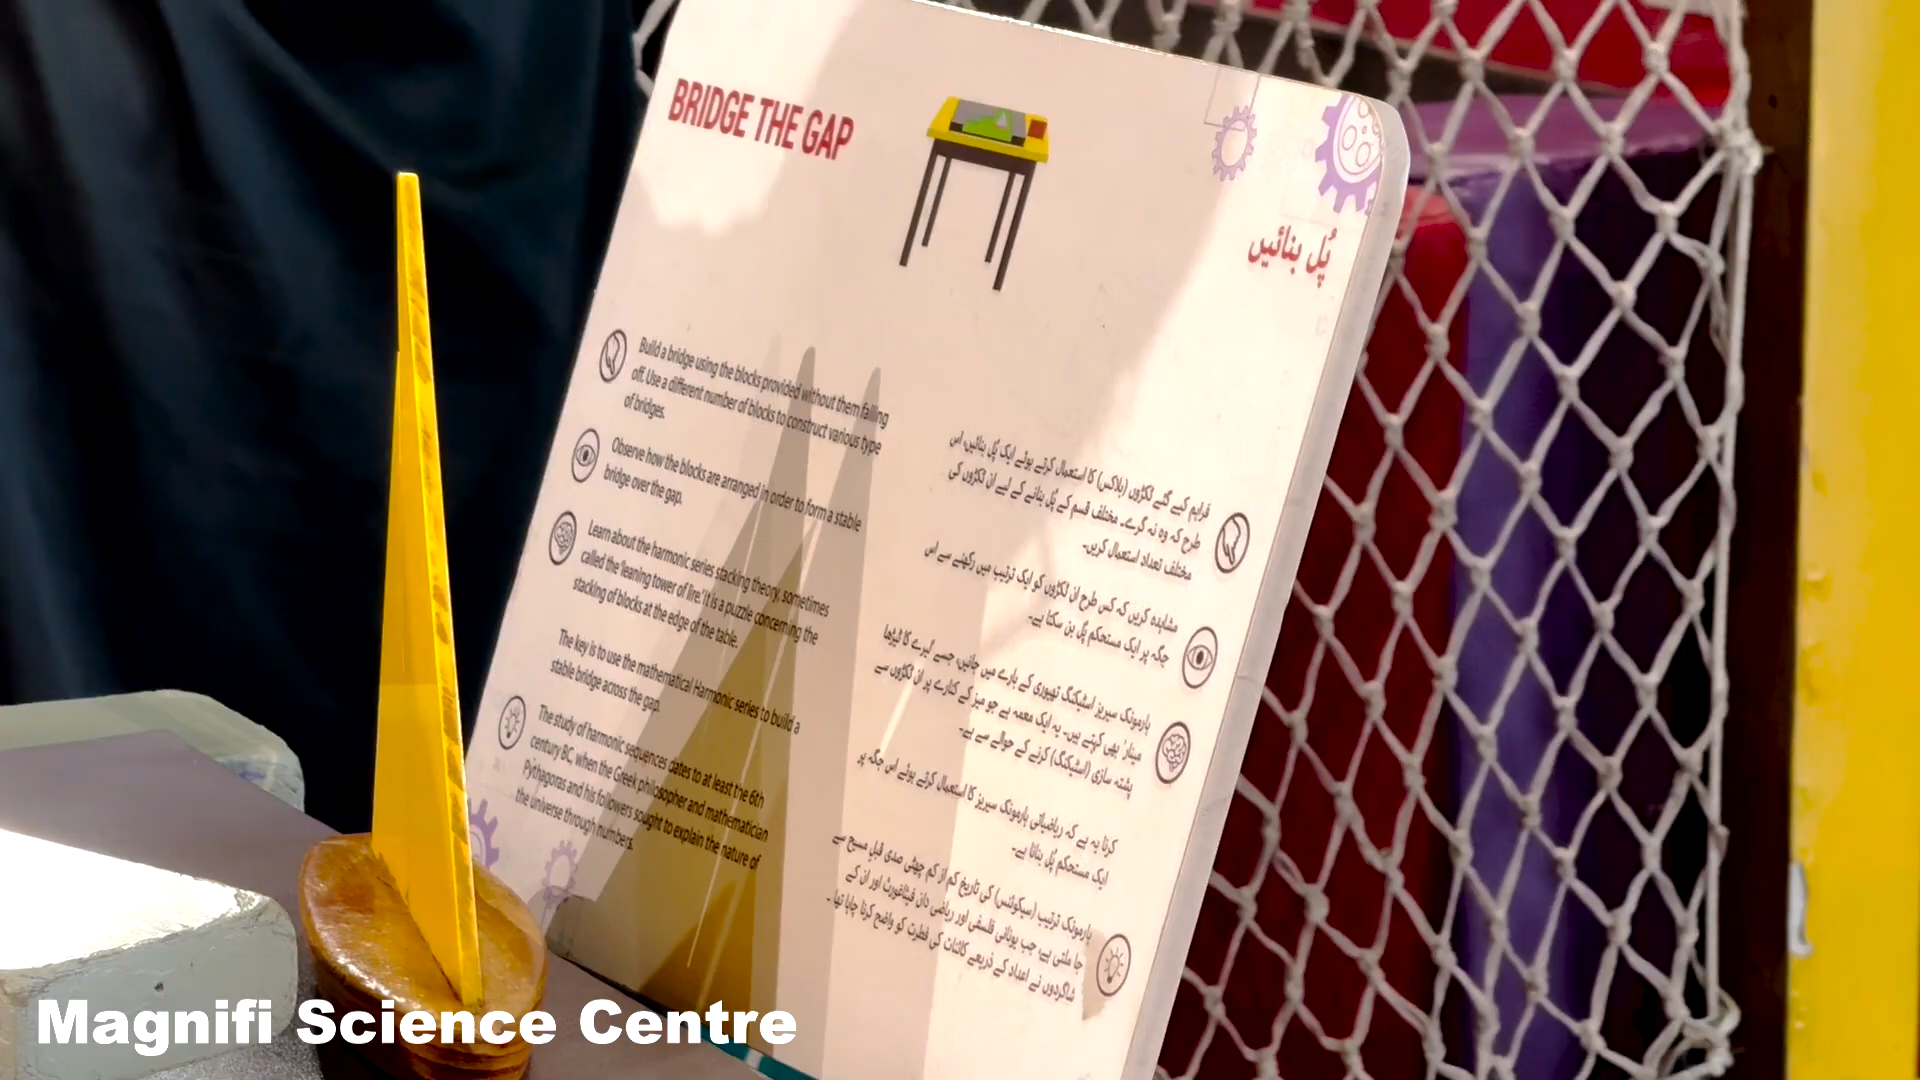 BRIDGE THE GAP
پُل بنائیں
Build a bridge using the blocks provided without them falling
off. Use a different number of blocks to construct various type
of bridges.
Observe how the blocks are arranged in order to form a stable
bridge over the gap.
Learn about the harmonic series stacking theory, sometimes
called the 'leaning tower of lire.' It is a puzzle concerning the
stacking of blocks at the edge of the table.
The key is to use the mathematical Harmonic series to build a
stable bridge across the gap.
The study of harmonic sequences dates to at least the 6th
century BC, when the Greek philosopher and mathematician
Pythagoras and his followers sought to explain the nature of
the universe through numbers.
فراہم کیے گئے ٹکڑوں (بلاکس) کا استعمال کرتے ہوئے ایک پُل بنائیں، اس
طرح کہ وہ نہ گرے۔ مختلف قسم کے پُل بنانے کے لیے ان ٹکڑوں کی
مختلف تعداد استعمال کریں۔
مشاہدہ کریں کہ کس طرح ان ٹکڑوں کو ایک ترتیب میں رکھنے سے اس
جگہ پر ایک مستحکم پُل بن سکتا ہے۔
ہارمونک سیریز اسٹیکنگ تھیوری کے بارے میں جانیں، جسے 'لیرے کا ٹیڑھا
مینار' بھی کہتے ہیں۔ یہ ایک معمہ ہے جو میز کے کنارے پر ان ٹکڑوں سے
پشتہ سازی (اسٹیکنگ) کرنے کے حوالے سے ہے۔
کرنا یہ ہے کہ ریاضیاتی ہارمونک سیریز کا استعمال کرتے ہوئے اس جگہ پر
ایک مستحکم پُل بنانا ہے۔
ہارمونک ترتیب (سیکوئنس) کی تاریخ کم از کم چھٹی صدی قبل مسیح سے
جا ملتی ہے، جب یونانی فلسفی اور ریاضی دان فیثاغورث اور ان کے
شاگردوں نے اعداد کے ذریعے کائنات کی فطرت کو واضح کرنا چاہا تھا۔
Magnifi Science Centre